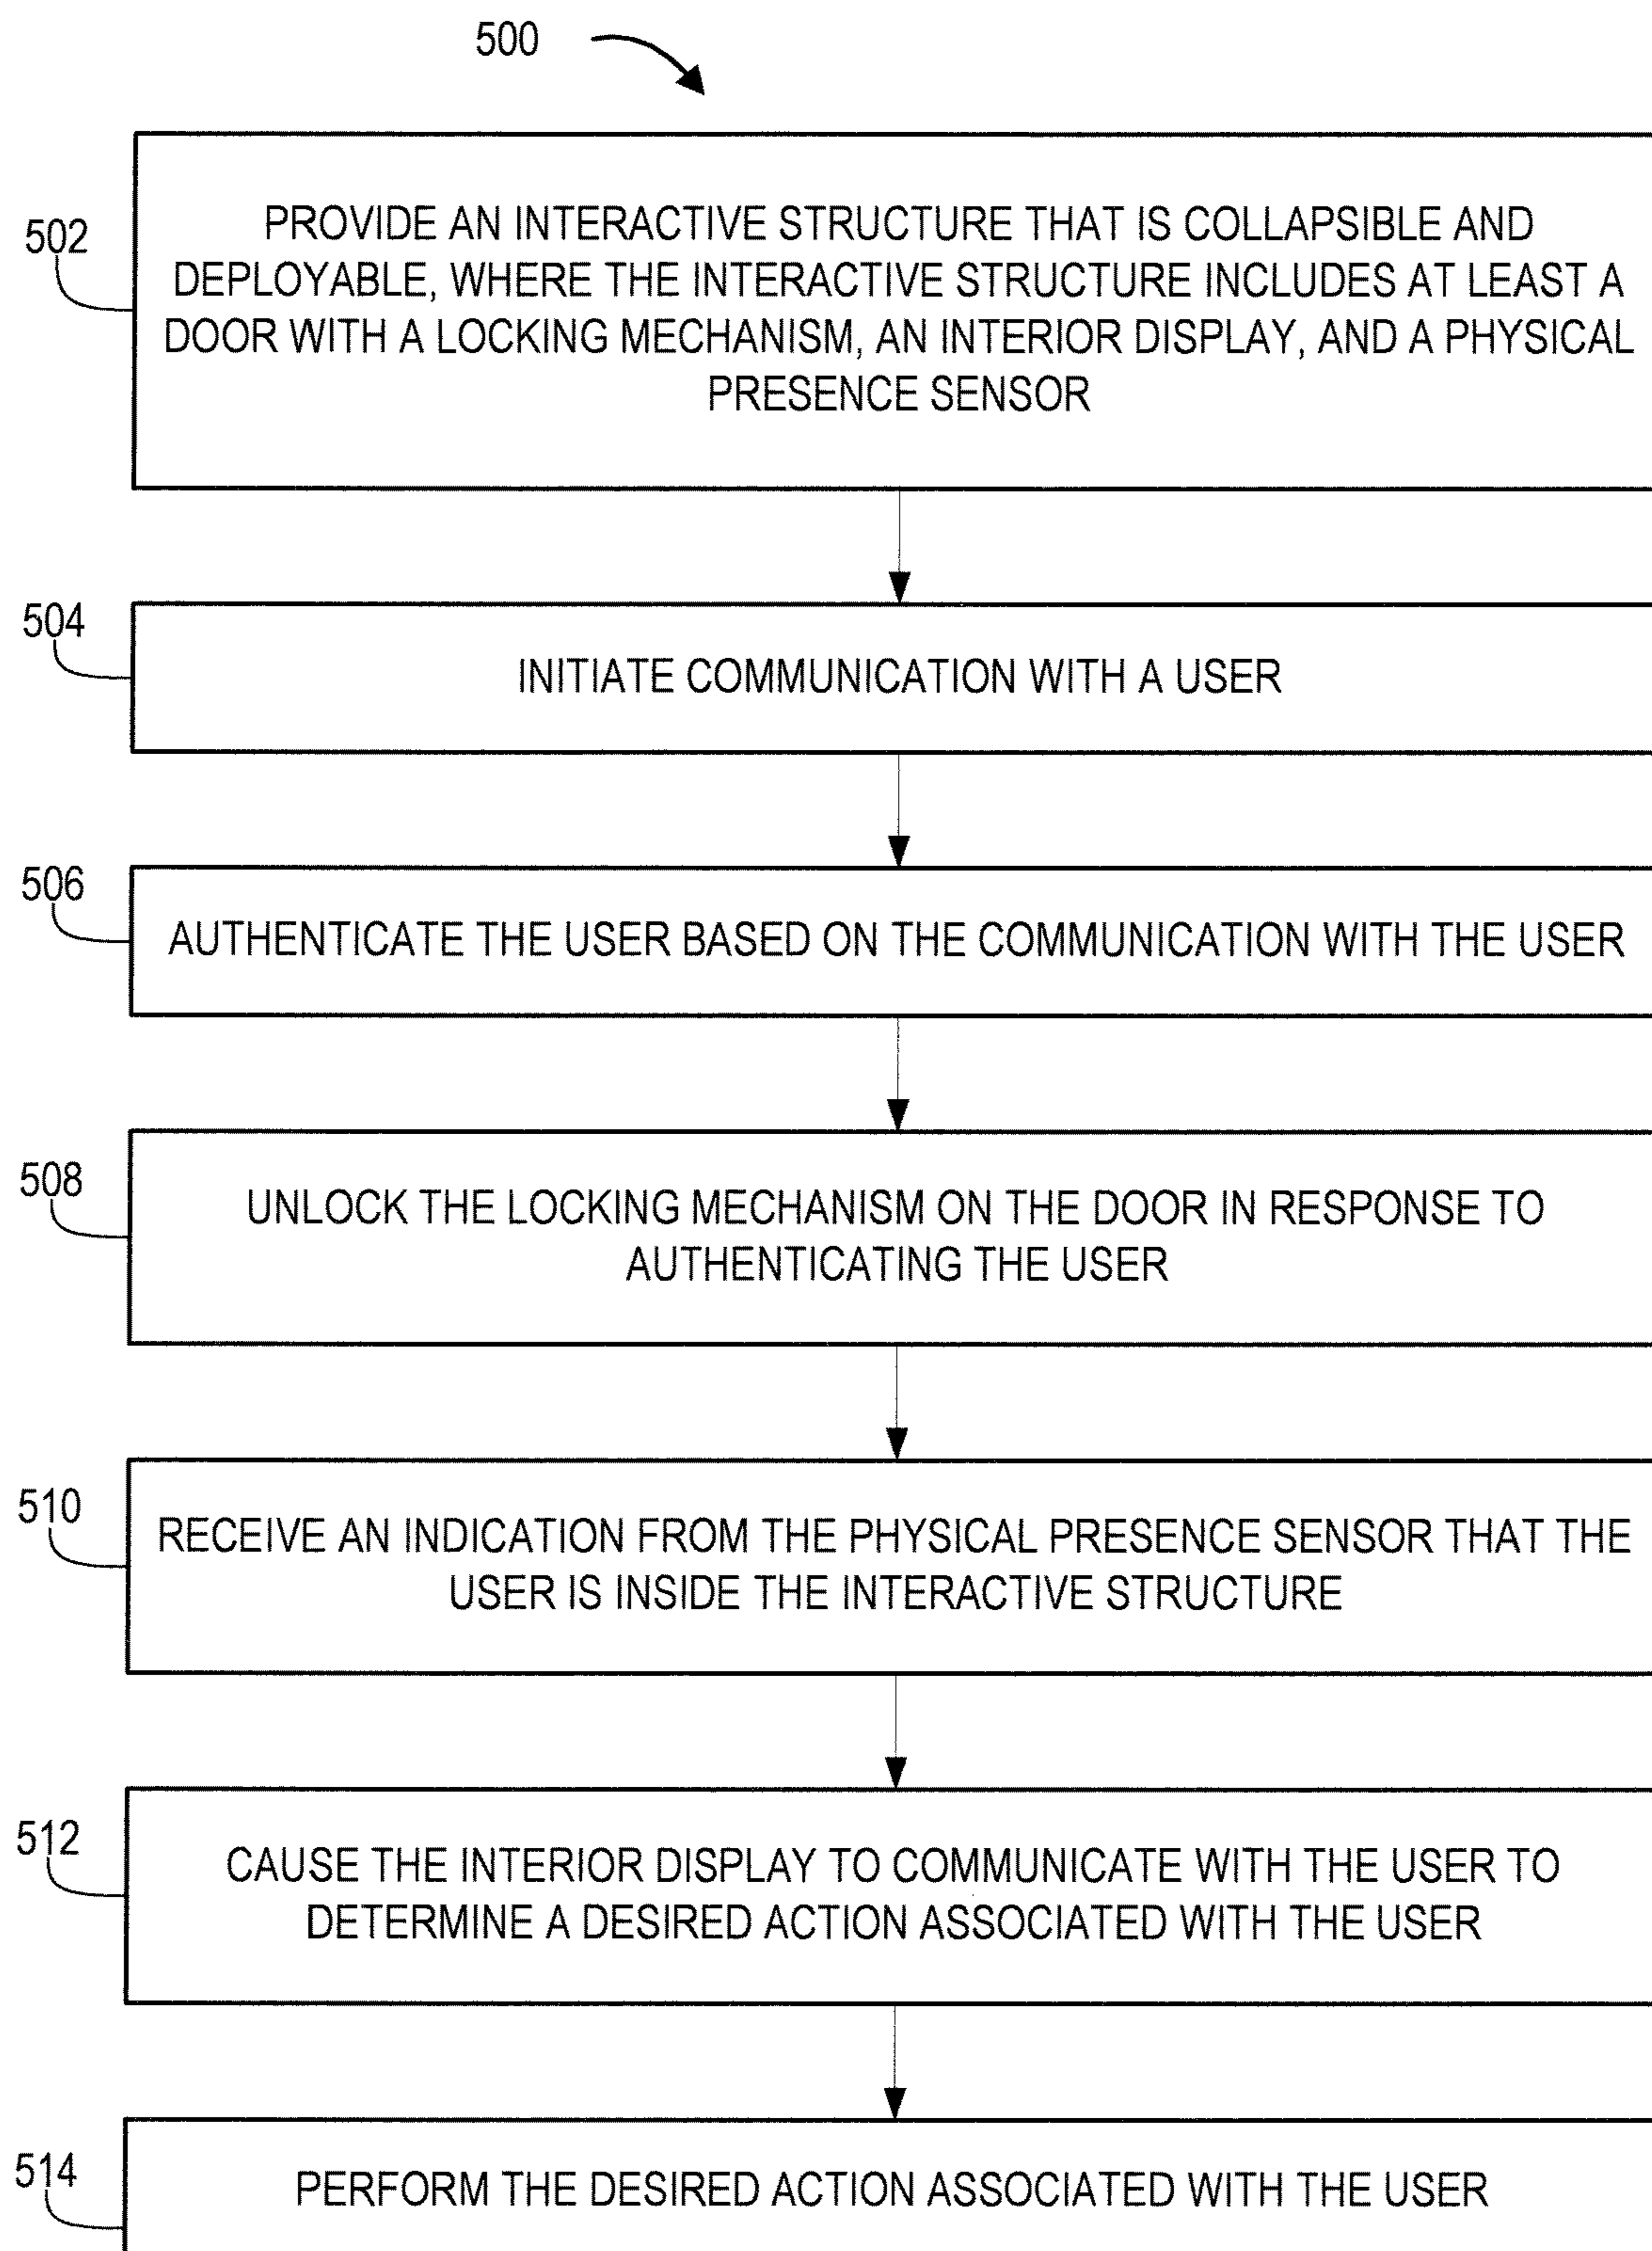 500
502
PROVIDE AN INTERACTIVE STRUCTURE THAT IS COLLAPSIBLE AND
DEPLOYABLE, WHERE THE INTERACTIVE STRUCTURE INCLUDES AT LEAST A
DOOR WITH A LOCKING MECHANISM, AN INTERIOR DISPLAY, AND A PHYSICAL
PRESENCE SENSOR
504
INITIATE COMMUNICATION WITH A USER
506
AUTHENTICATE THE USER BASED ON THE COMMUNICATION WITH THE USER
508
UNLOCK THE LOCKING MECHANISM ON THE DOOR IN RESPONSE TO
AUTHENTICATING THE USER
510
RECEIVE AN INDICATION FROM THE PHYSICAL PRESENCE SENSOR THAT THE
USER IS INSIDE THE INTERACTIVE STRUCTURE
512
CAUSE THE INTERIOR DISPLAY TO COMMUNICATE WITH THE USER TO
DETERMINE A DESIRED ACTION ASSOCIATED WITH THE USER
514
PERFORM THE DESIRED ACTION ASSOCIATED WITH THE USER